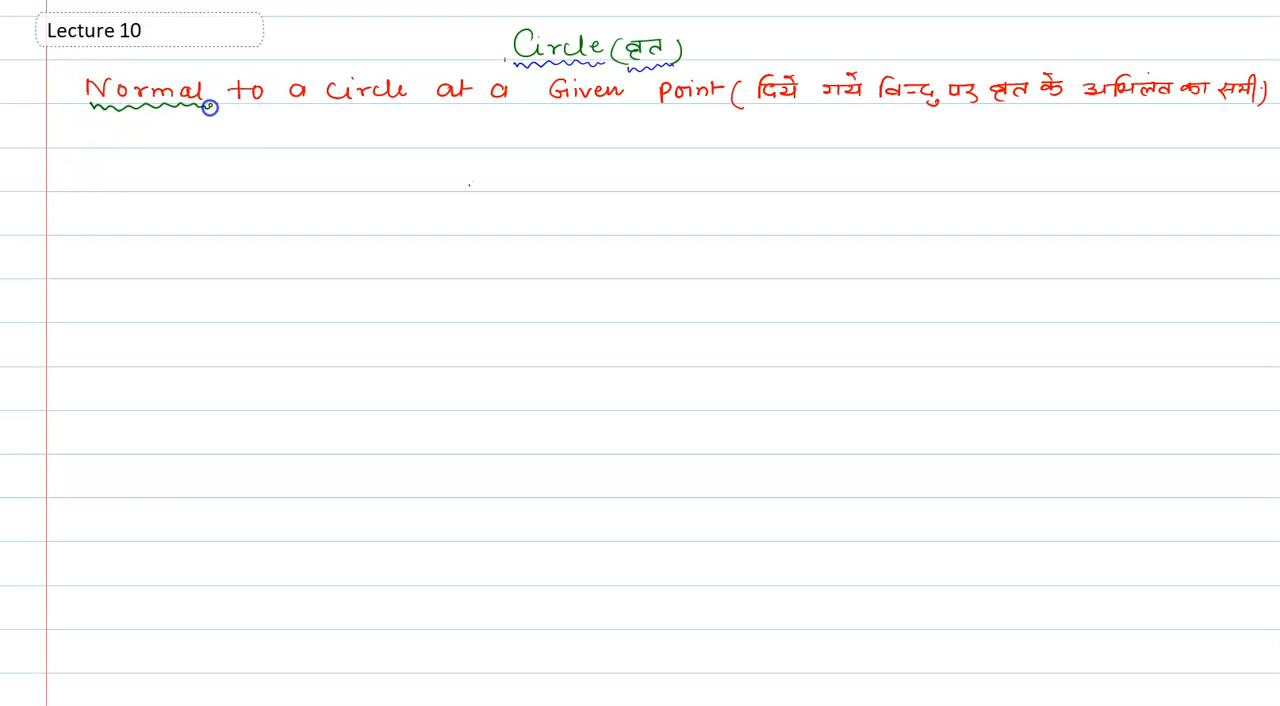 Lecture 10
Circle (वृत)
Normal to a circle at a Given Point ( दिये गये बिन्दु पर वृत के अभिलंब का समी.)